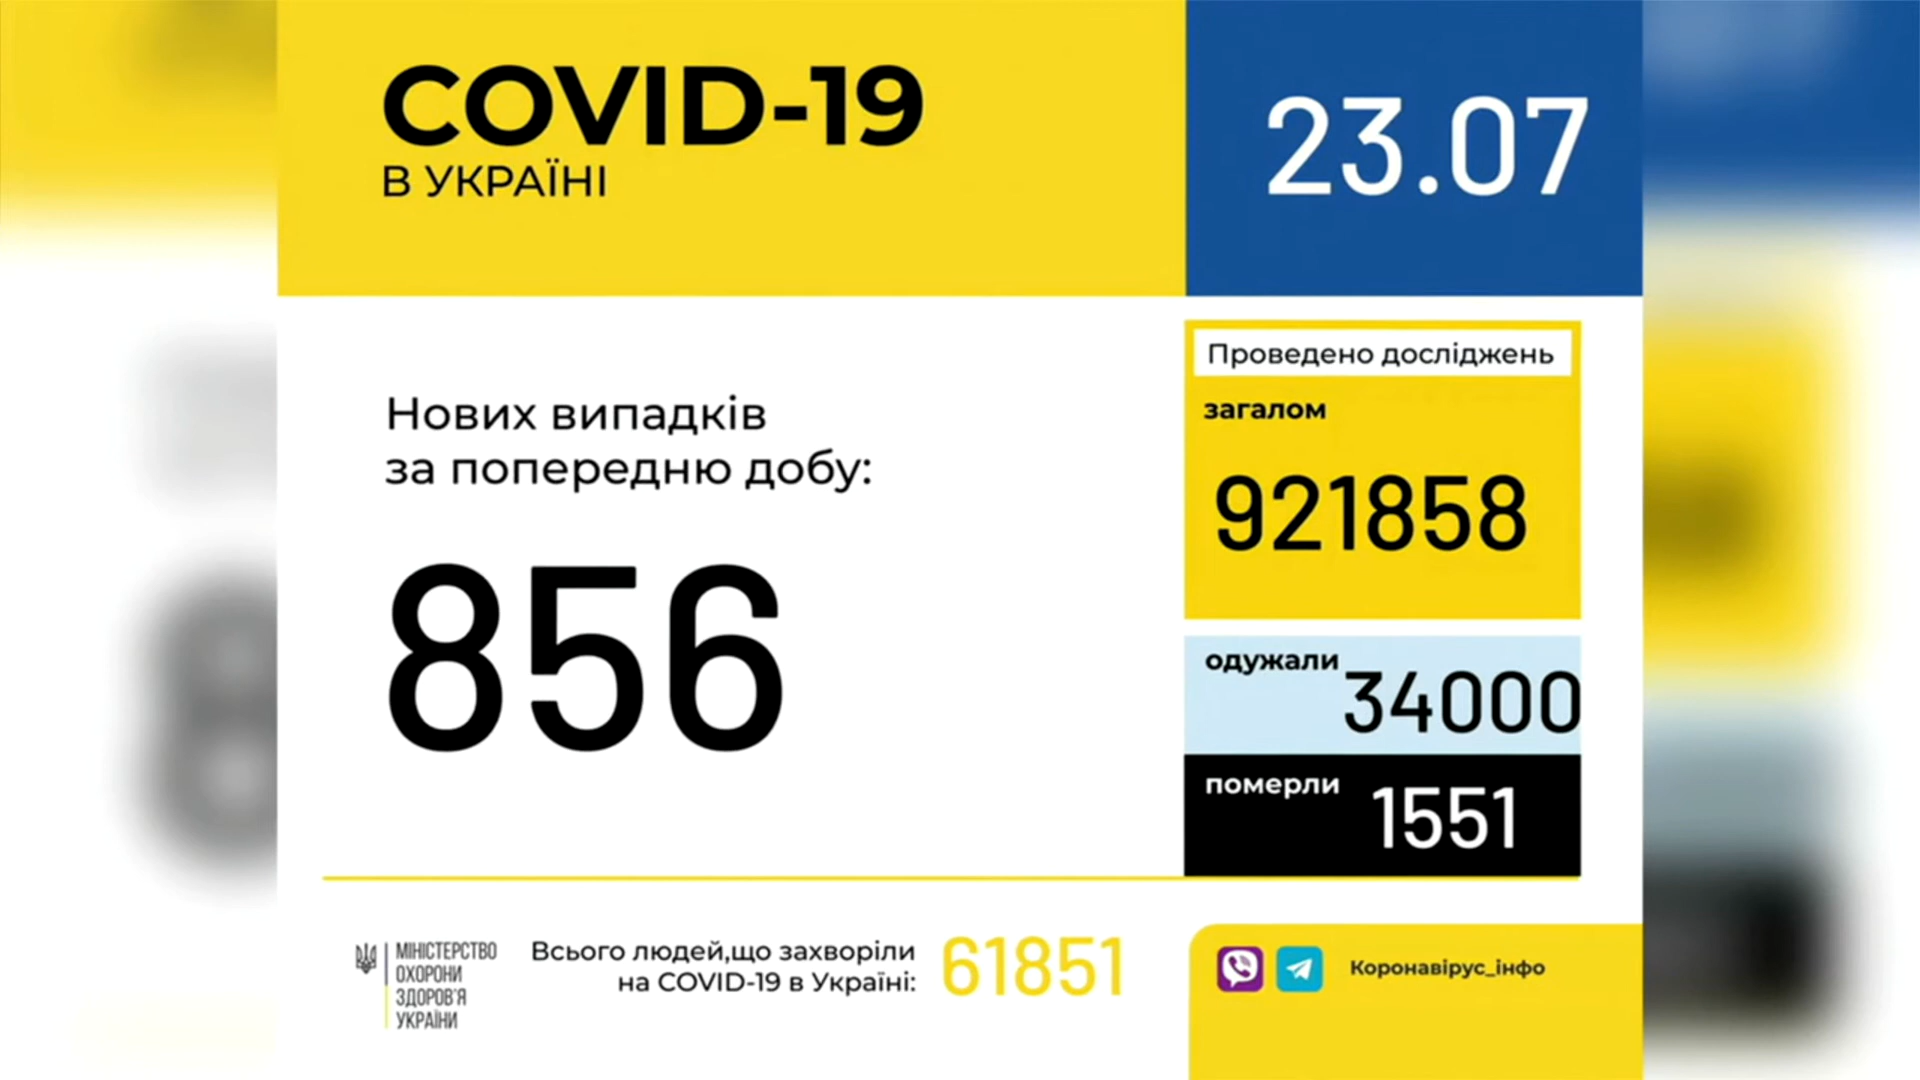 COVID-19
В УКРАЇНІ
23.07
Нових випадків
за попередню добу:
856
Проведено досліджень
загалом
921858
одужали
34000
померли
1551
МІНІСТЕРСТВО
ОХОРОНИ
ЗДОРОВ'Я
УКРАЇНИ
Всього людей,що захворіли
на COVID-19 в Україні:
61851
Коронавірус_інфо